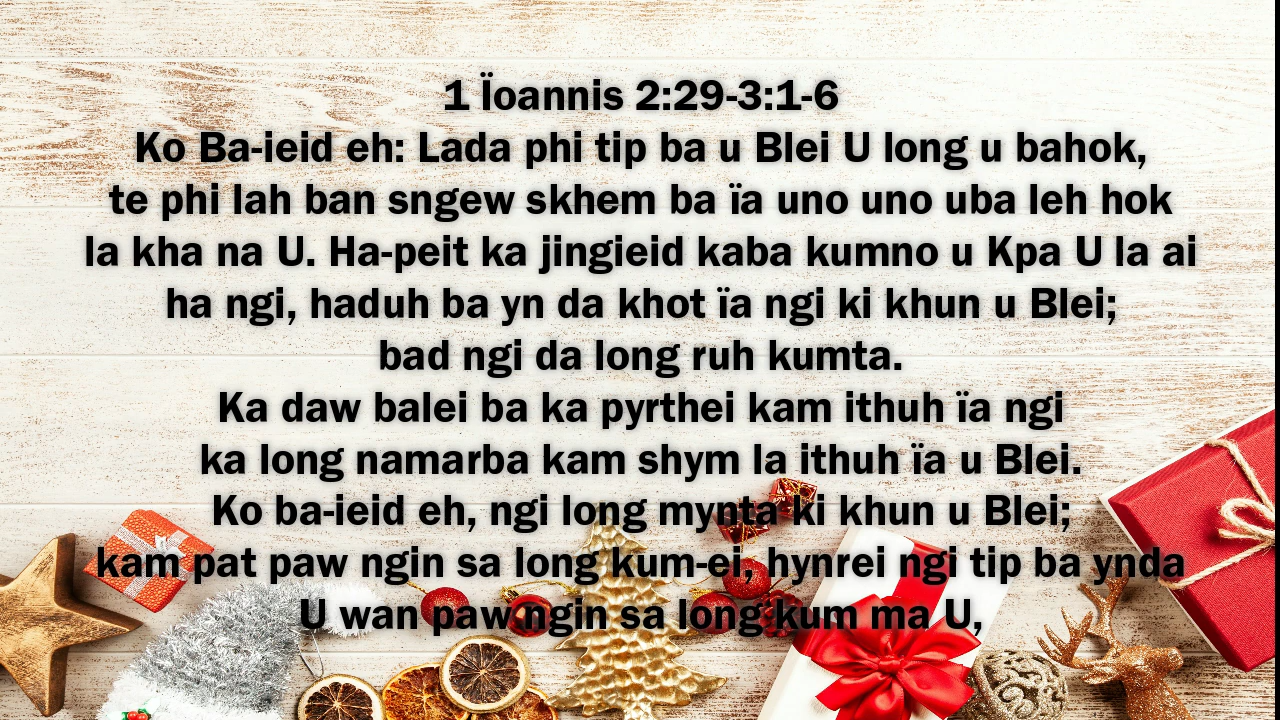 1 Ïoannis 2:29-3:1-6
Ko Ba-ieid eh: Lada phi tip ba u Blei U long u bahok,
te phi lah ban sngew skhem ba ïa uno uno uba leh hok
la kha na U. Ha-peit ka jingieid kaba kumno u Kpa U la ai
ha ngi, haduh ba yn da khot ïa ngi ki khun u Blei;
bad ngi da long ruh kumta.
Ka daw balei ba ka pyrthei kam ithuh ïa ngi
ka long namarba kam shym la ithuh ïa u Blei.
Ko ba-ieid eh, ngi long mynta ki khun u Blei;
kam pat paw ngin sa long kum-ei, hynrei ngi tip ba ynda
U wan paw ngin sa long kum ma U,